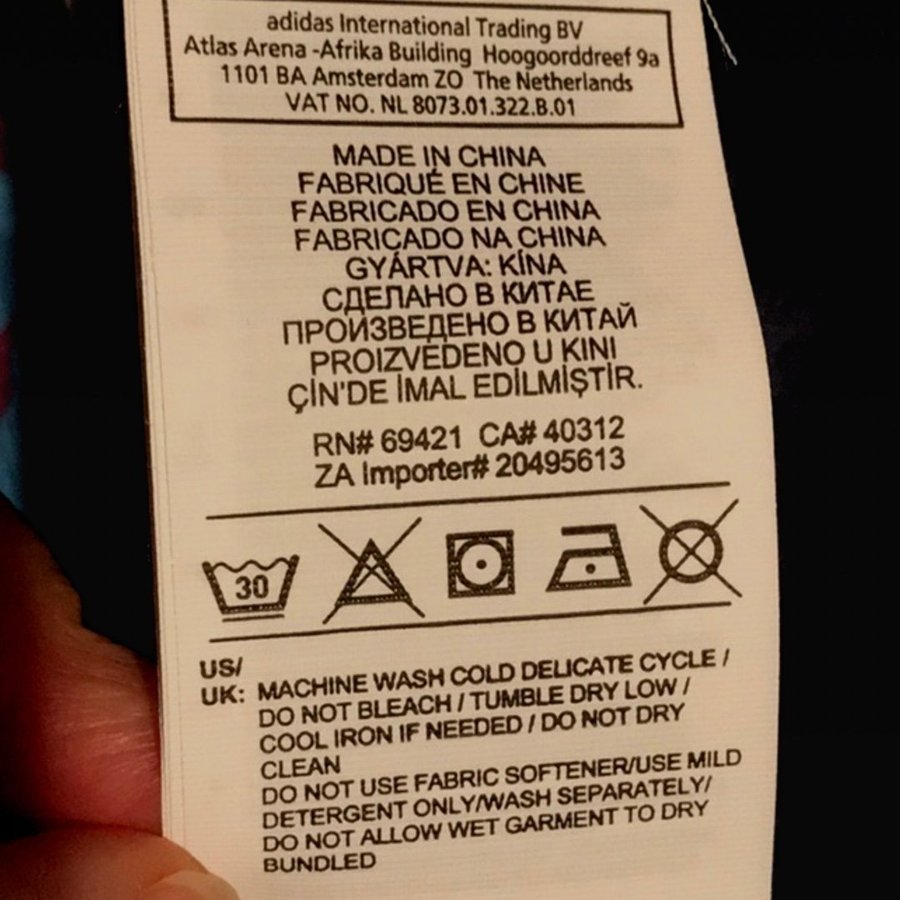 adidas International Trading BV
Atlas Arena -Afrika Building Hoogoorddreef 9a
1101 BA Amsterdam ZO The Netherlands
VAT NO. NL 8073.01.322.B.01
MADE IN CHINA
FABRIQUÉ EN CHINE
FABRICADO EN CHINA
FABRICADO NA CHINA
GYÁRTVA: KÍNA
СДЕЛАНО В КИТАЕ
ПРОИЗВЕДЕНО В КИТАЙ
PROIZVEDENO U KINI
ÇİN'DE İMAL EDİLMİŞTİR.
RN# 69421 CA# 40312
ZA Importer# 20495613
30
US/
UK: MACHINE WASH COLD DELICATE CYCLE /
DO NOT BLEACH / TUMBLE DRY LOW /
COOL IRON IF NEEDED / DO NOT DRY
CLEAN
DO NOT USE FABRIC SOFTENER/USE MILD
DETERGENT ONLY/WASH SEPARATELY/
DO NOT ALLOW WET GARMENT TO DRY
BUNDLED